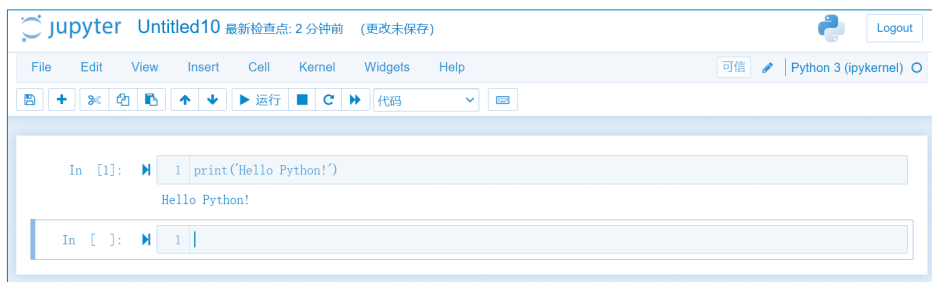 jupyter Untitled10 最新检查点: 2 分钟前 (更改未保存) Logout
File Edit View Insert Cell Kernel Widgets Help 可信 Python 3 (ipykernel)
运行 代码
In [1]: 1 print('Hello Python!')
Hello Python!
In [ ]: 1